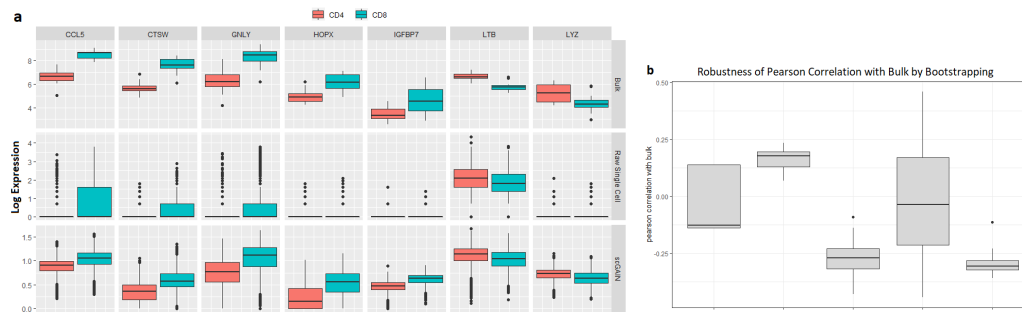 a
CD4 CD8
CCL5 CTSW GNLY HOPX IGFBP7 LTB LYZ
8
6
4
Bulk
4
3
2
1
0
Raw Single Cell
1.5
1.0
0.5
0.0
scGAIN
Log Expression
b
Robustness of Pearson Correlation with Bulk by Bootstrapping
0.50
0.25
0.00
-0.25
pearson correlation with bulk